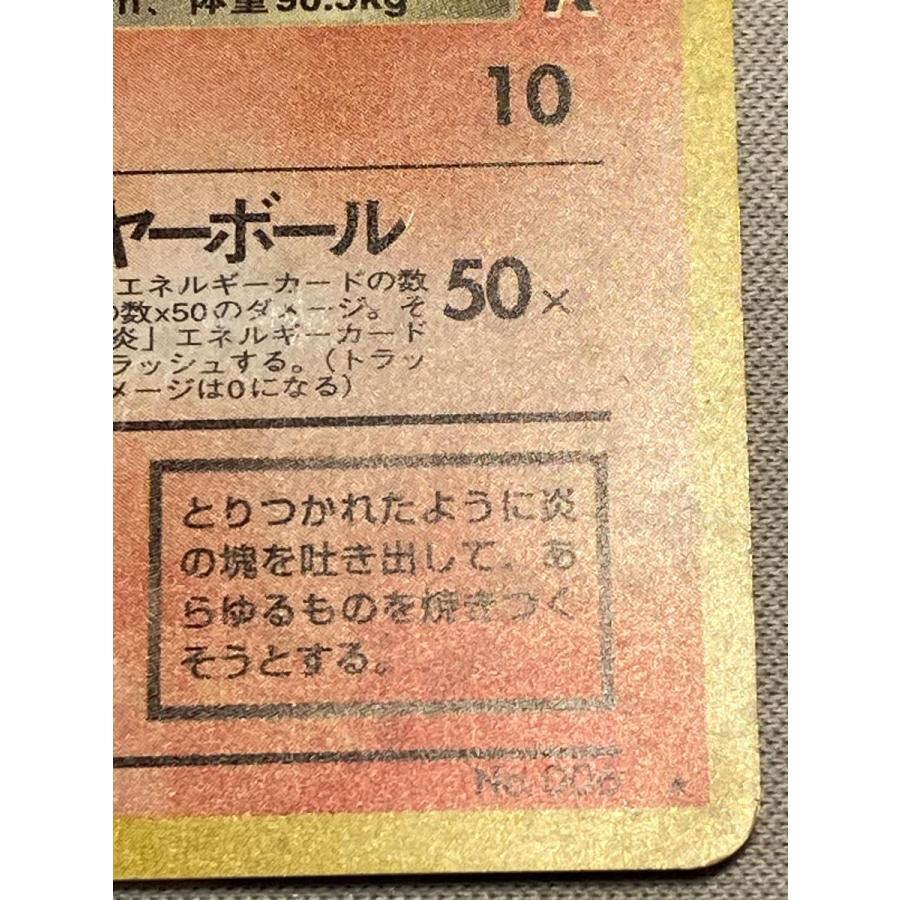 、体重90.5kg
10
ヤーボール
エネルギーカードの数
の数x50のダメージ。そ
炎」エネルギーカード
ラッシュする。(トラッ
メージは0になる)
50×
とりつかれたように炎
の塊を吐き出して、あ
らゆるものを焼きつく
そうとする。
No.006